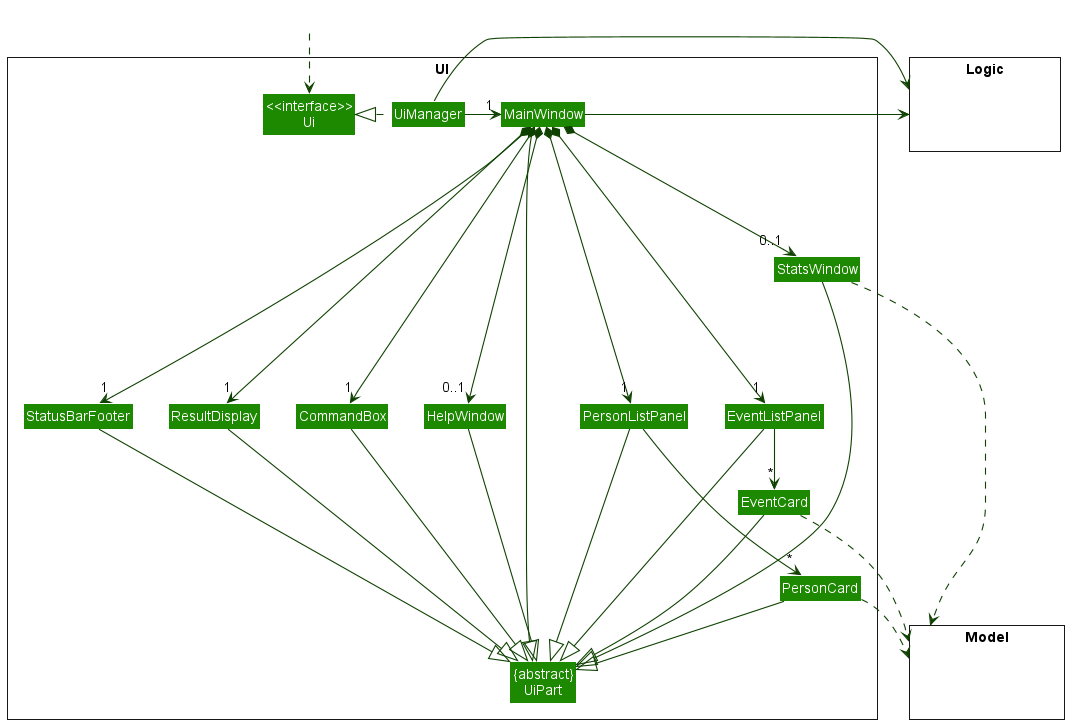 UI
Logic
<<interface>>
Ui
UiManager
1
MainWindow
0..1
StatsWindow
1
1
1
0..1
1
1
StatusBarFooter
ResultDisplay
CommandBox
HelpWindow
PersonListPanel
EventListPanel
*
EventCard
*
PersonCard
Model
{abstract}
UiPart